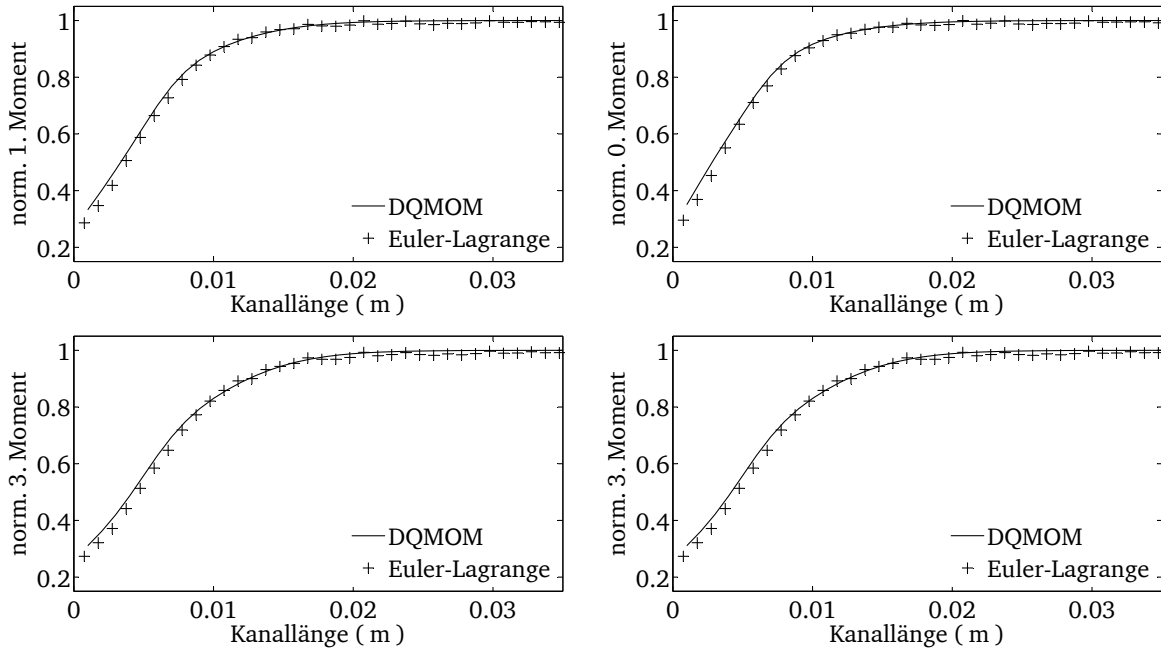 norm. 1. Moment
1
0.8
0.6
0.4
0.2
0
0.01
0.02
0.03
Kanallänge ( m )
DQMOM
Euler-Lagrange
norm. 0. Moment
1
0.8
0.6
0.4
0.2
0
0.01
0.02
0.03
Kanallänge ( m )
DQMOM
Euler-Lagrange
norm. 3. Moment
1
0.8
0.6
0.4
0.2
0
0.01
0.02
0.03
Kanallänge ( m )
DQMOM
Euler-Lagrange
norm. 3. Moment
1
0.8
0.6
0.4
0.2
0
0.01
0.02
0.03
Kanallänge ( m )
DQMOM
Euler-Lagrange